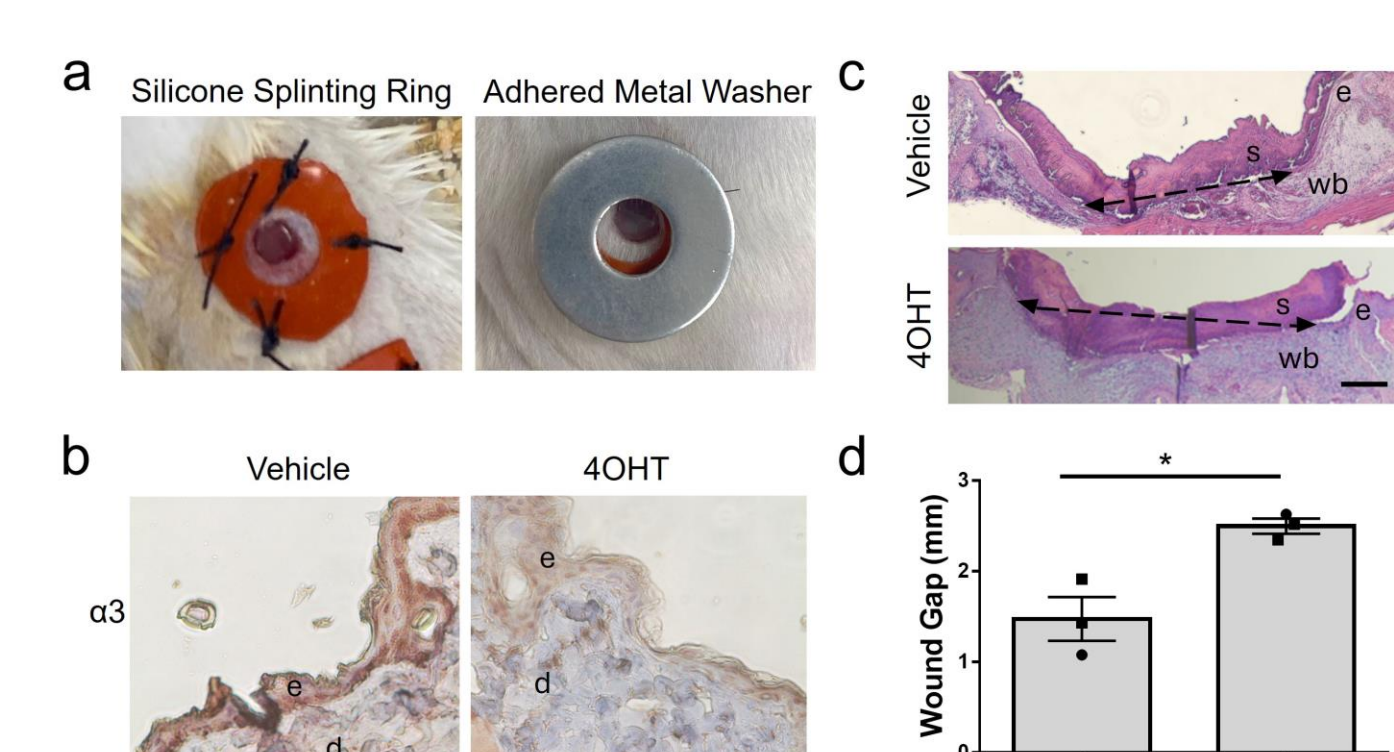 a
Silicone Splinting Ring
Adhered Metal Washer
c
Vehicle
e
s
wb
4OHT
s
e
wb
b
Vehicle
4OHT
α3
e
d
e
d
d
*
Wound Gap (mm)
3
2
1
0